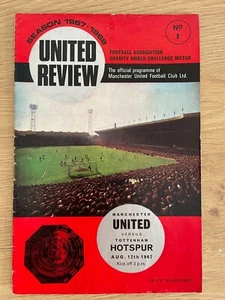 SEASON 1967-1968
UNITED
REVIEW
No
1
FOOTBALL ASSOCIATION
CHARITY SHIELD CHALLENGE MATCH
The official programme of
Manchester United Football Club Ltd.
MANCHESTER
UNITED
VERSUS
TOTTENHAM
HOTSPUR
AUG. 12th 1967
Kick off 3 p.m.